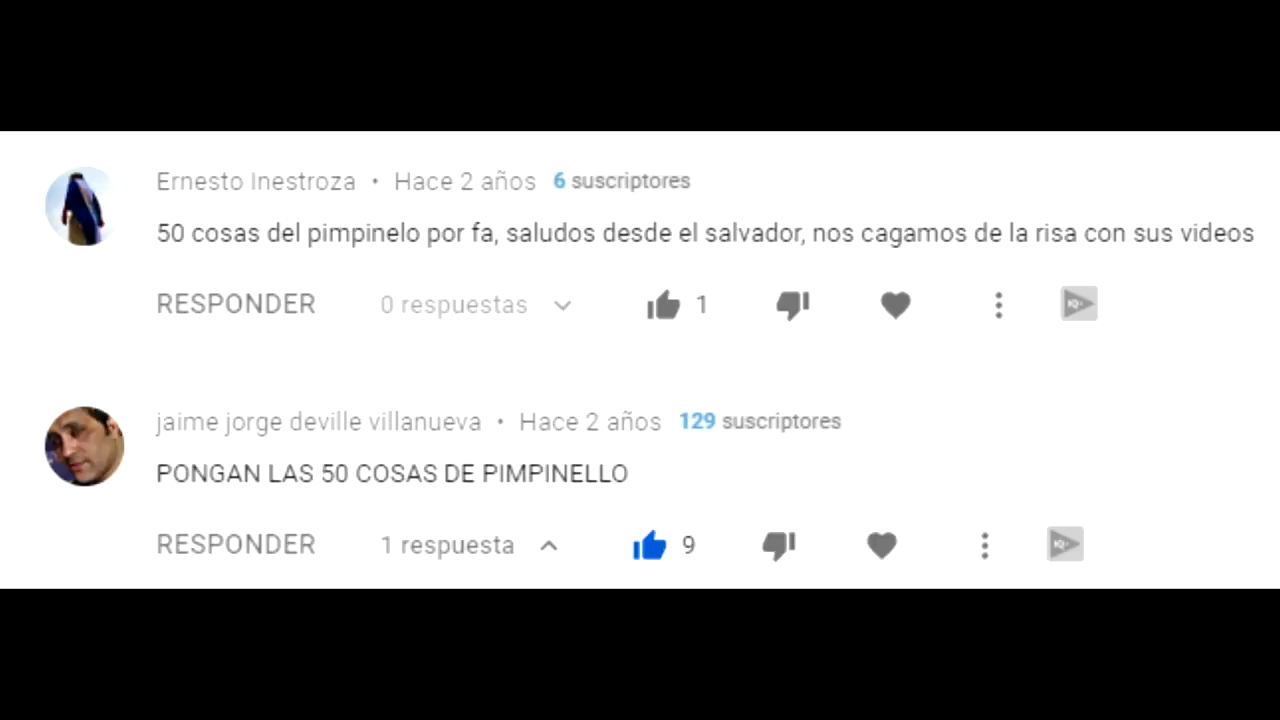 Ernesto Inestroza • Hace 2 años 6 suscriptores
50 cosas del pimpinelo por fa, saludos desde el salvador, nos cagamos de la risa con sus videos
RESPONDER 0 respuestas 1
jaime jorge deville villanueva • Hace 2 años 129 suscriptores
PONGAN LAS 50 COSAS DE PIMPINELLO
RESPONDER 1 respuesta 9